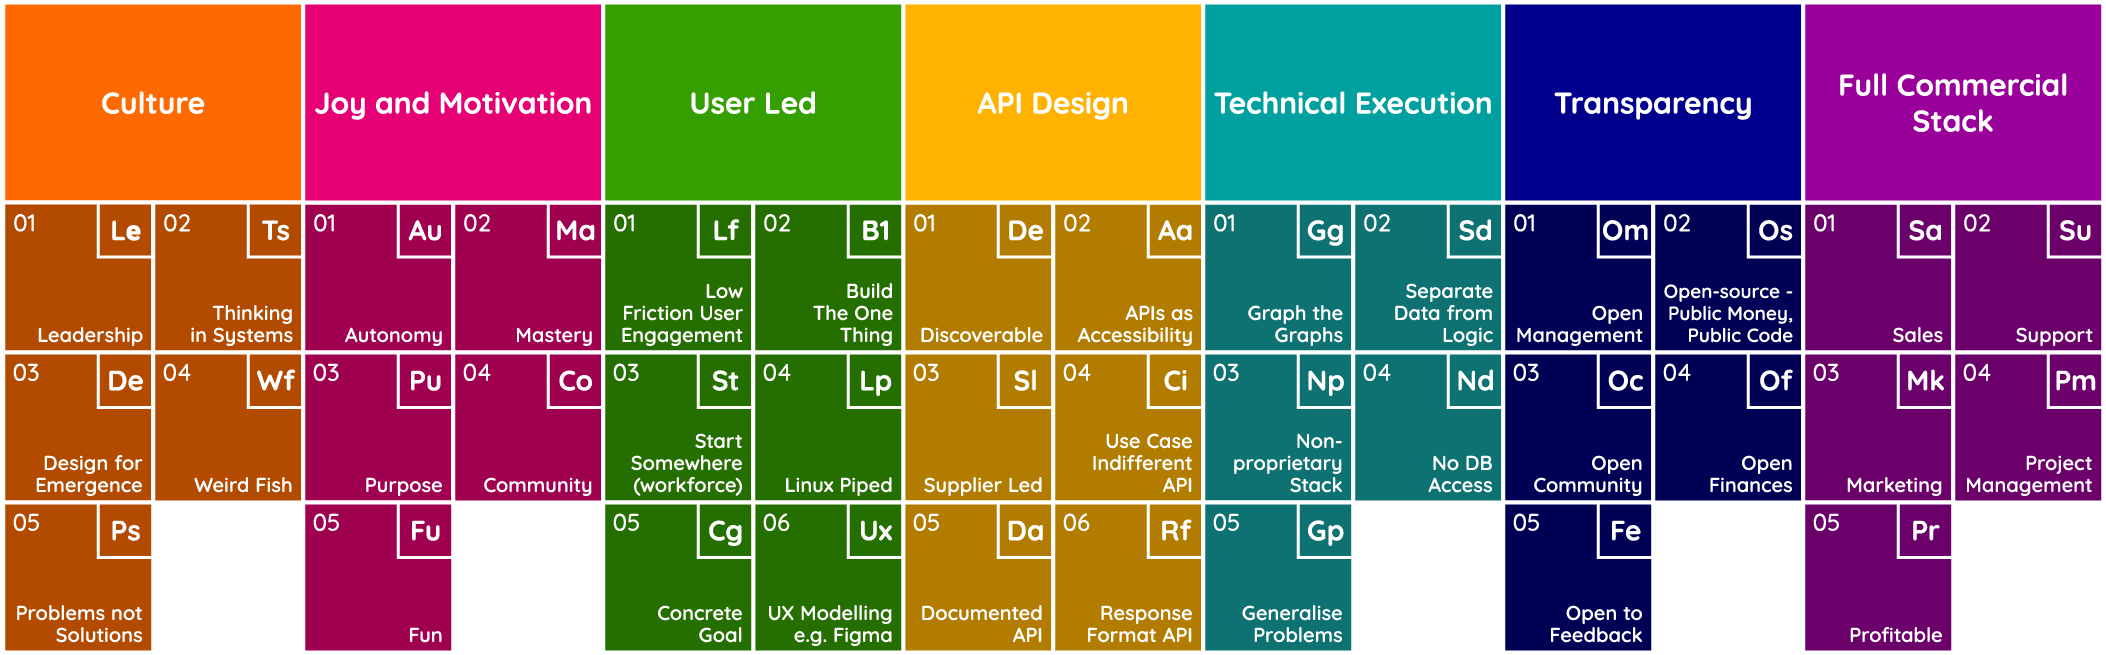 Culture
Joy and Motivation
User Led
API Design
Technical Execution
Transparency
Full Commercial
Stack
01
Le
Leadership
02
Ts
Thinking
in Systems
01
Au
Autonomy
02
Ma
Mastery
01
Lf
Low
Friction User
Engagement
02
B1
Build
The One
Thing
01
De
Discoverable
02
Aa
APIs as
Accessibility
01
Gg
Graph the
Graphs
02
Sd
Separate
Data from
Logic
01
Om
Open
Management
02
Os
Open-source -
Public Money,
Public Code
01
Sa
Sales
02
Su
Support
03
De
Design for
Emergence
04
Wf
Weird Fish
03
Pu
Purpose
04
Co
Community
03
St
Start
Somewhere
(workforce)
04
Lp
Linux Piped
03
Sl
Supplier Led
04
Ci
Use Case
Indifferent
API
03
Np
Non-
proprietary
Stack
04
Nd
No DB
Access
03
Oc
Open
Community
04
Of
Open
Finances
03
Mk
Marketing
04
Pm
Project
Management
05
Ps
Problems not
Solutions
05
Fu
Fun
05
Cg
Concrete
Goal
06
Ux
UX Modelling
e.g. Figma
05
Da
Documented
API
06
Rf
Response
Format API
05
Gp
Generalise
Problems
05
Fe
Open to
Feedback
05
Pr
Profitable